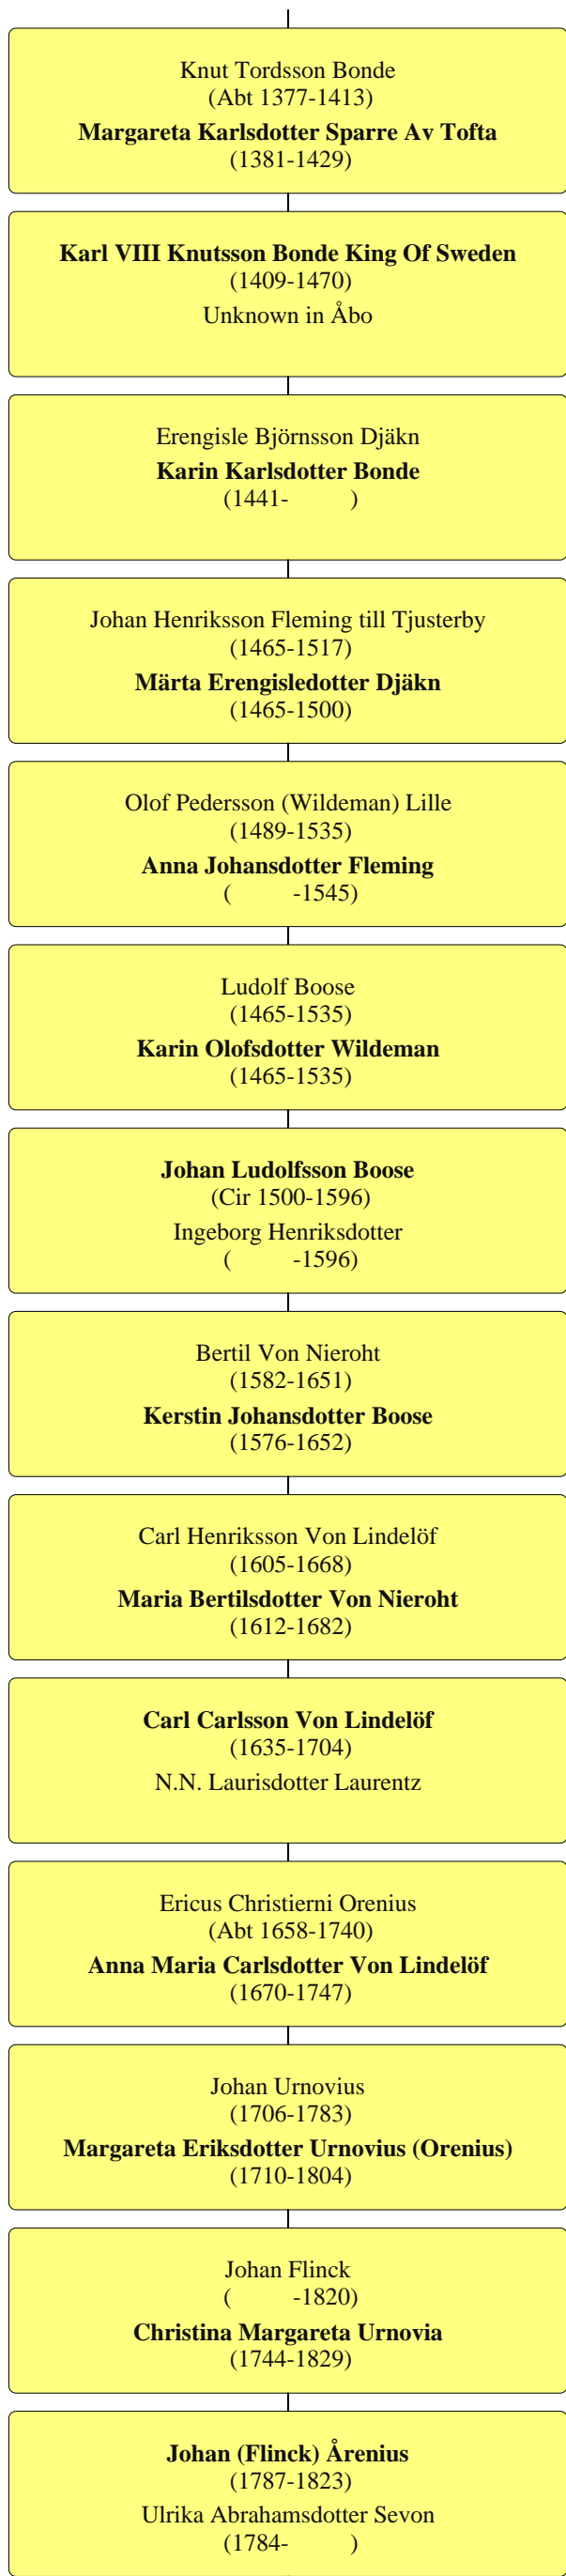 Knut Tordsson Bonde
(Abt 1377-1413)
Margareta Karlsdotter Sparre Av Tofta
(1381-1429)
Karl VIII Knutsson Bonde King Of Sweden
(1409-1470)
Unknown in Åbo
Erengisle Björnsson Djäkn
Karin Karlsdotter Bonde
(1441-          )
Johan Henriksson Fleming till Tjusterby
(1465-1517)
Märta Erengisledotter Djäkn
(1465-1500)
Olof Pedersson (Wildeman) Lille
(1489-1535)
Anna Johansdotter Fleming
(          -1545)
Ludolf Boose
(1465-1535)
Karin Olofsdotter Wildeman
(1465-1535)
Johan Ludolfsson Boose
(Cir 1500-1596)
Ingeborg Henriksdotter
(          -1596)
Bertil Von Nieroht
(1582-1651)
Kerstin Johansdotter Boose
(1576-1652)
Carl Henriksson Von Lindelöf
(1605-1668)
Maria Bertilsdotter Von Nieroht
(1612-1682)
Carl Carlsson Von Lindelöf
(1635-1704)
N.N. Laurisdotter Laurentz
Ericus Christierni Orenius
(Abt 1658-1740)
Anna Maria Carlsdotter Von Lindelöf
(1670-1747)
Johan Urnovius
(1706-1783)
Margareta Eriksdotter Urnovius (Orenius)
(1710-1804)
Johan Flinck
(          -1820)
Christina Margareta Urnovia
(1744-1829)
Johan (Flinck) Årenius
(1787-1823)
Ulrika Abrahamsdotter Sevon
(1784-          )